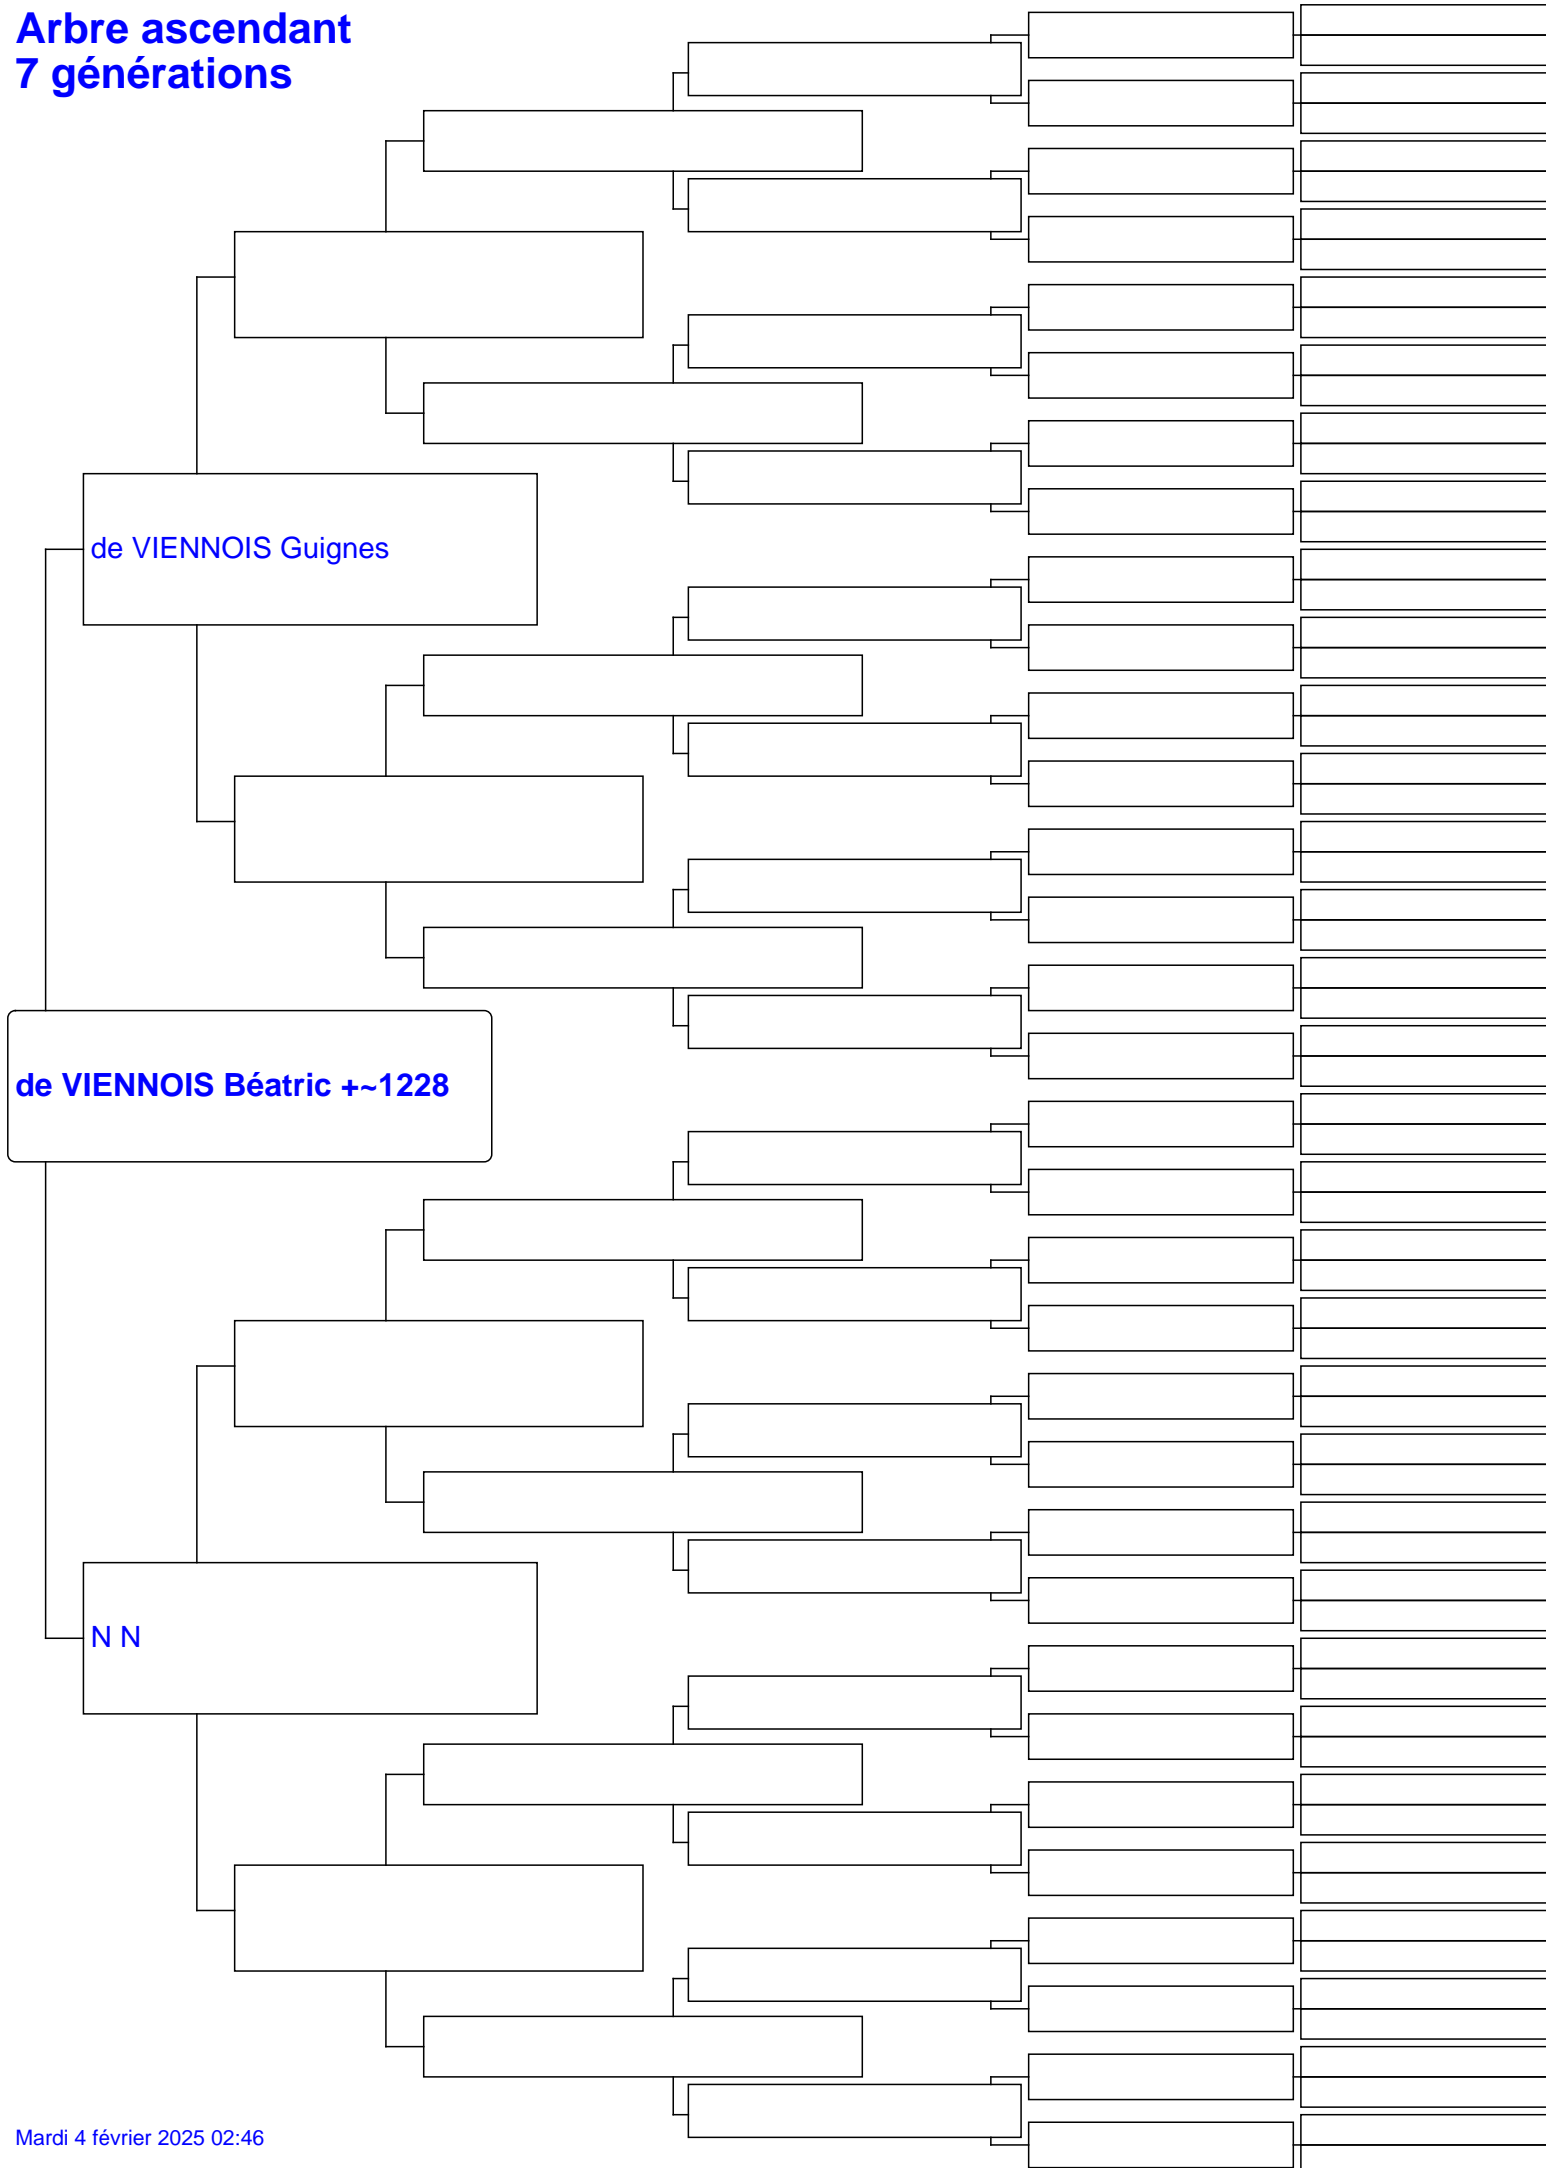 Arbre ascendant
7 générations
de VIENNOIS Guignes
de VIENNOIS Béatric +~1228
N N
Mardi 4 février 2025 02:46